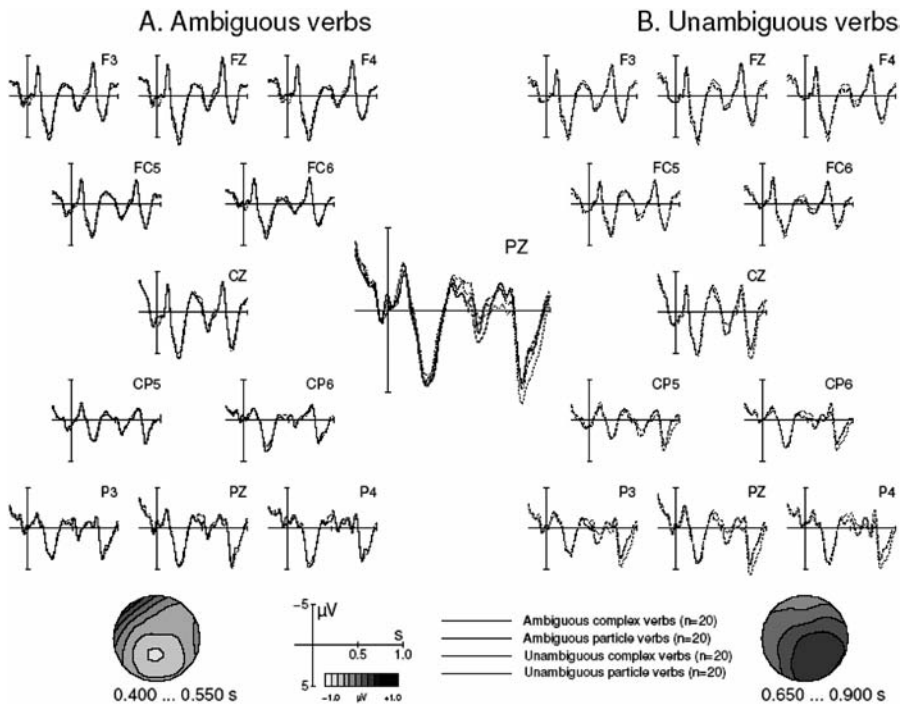 A. Ambiguous verbs
B. Unambiguous verbs
F3 FZ F4
F3 FZ F4
FC5 FC6
FC5 FC6
PZ
CZ
CZ
CP5 CP6
CP5 CP6
P3 PZ P4
P3 PZ P4
-5
µV
s
0.5 1.0
5
-1.0 µV +1.0
0.400 ... 0.550 s
Ambiguous complex verbs (n=20)
Ambiguous particle verbs (n=20)
Unambiguous complex verbs (n=20)
Unambiguous particle verbs (n=20)
0.650 ... 0.900 s